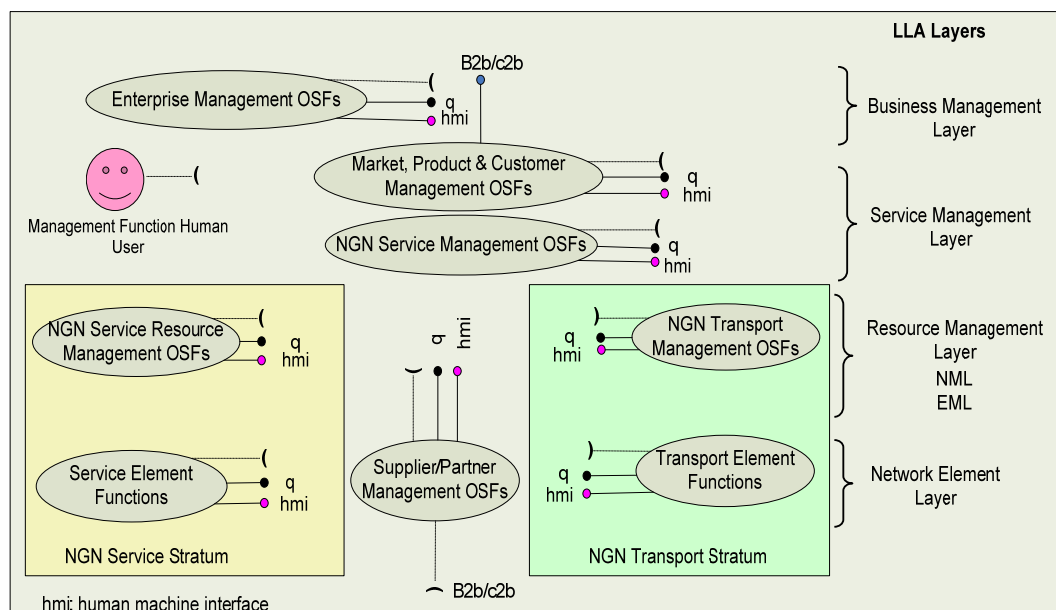 LLA Layers
B2b/c2b
Enterprise Management OSFs
q
hmi
Business Management
Layer
Market, Product & Customer
Management OSFs
q
hmi
Management Function Human
User
NGN Service Management OSFs
q
hmi
Service Management
Layer
NGN Service Resource
Management OSFs
q
hmi
q
hmi
NGN Transport
Management OSFs
q
hmi
Resource Management
Layer
NML
EML
Service Element
Functions
q
hmi
Supplier/Partner
Management OSFs
Transport Element
Functions
q
hmi
Network Element
Layer
NGN Service Stratum
NGN Transport Stratum
B2b/c2b
hmi: human machine interface